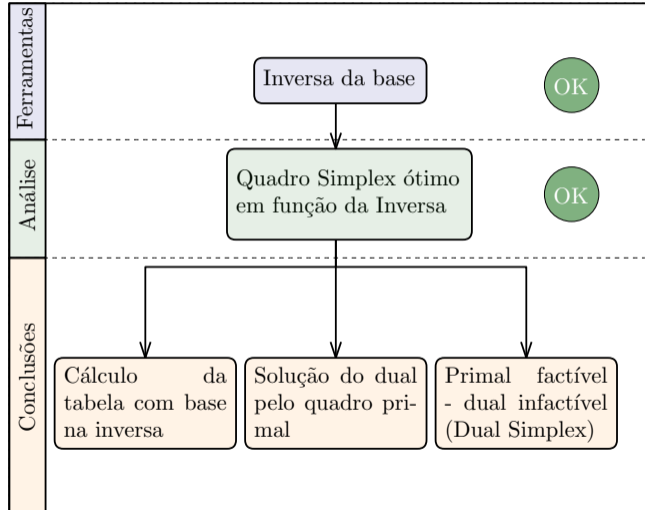 Ferramentas
Inversa da base
OK
Análise
Quadro Simplex ótimo
em função da Inversa
OK
Conclusões
Cálculo da
tabela com base
na inversa
Solução do dual
pelo quadro pri-
mal
Primal factível
- dual infactível
(Dual Simplex)